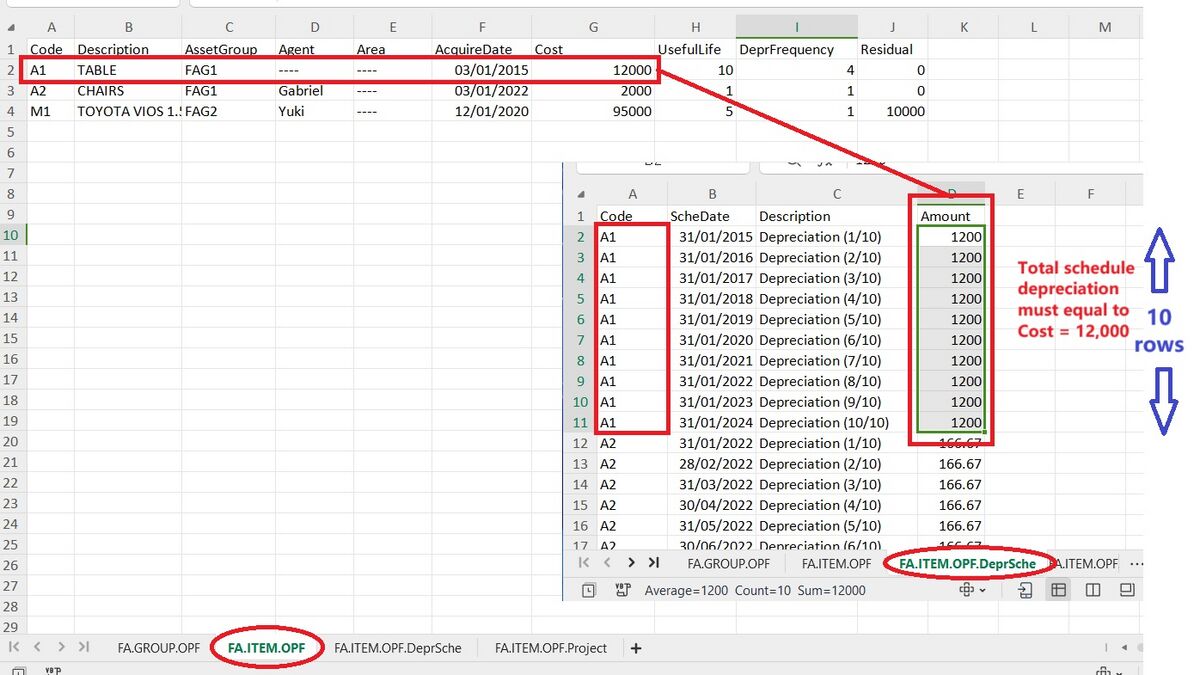 A B C D E F G H I J K L M
1 Code Description AssetGroup Agent Area AcquireDate Cost UsefulLife DeprFrequency Residual
2 A1 TABLE FAG1 ---- ---- 03/01/2015 12000 10 4 0
3 A2 CHAIRS FAG1 Gabriel ---- 03/01/2022 2000 1 1 0
4 M1 TOYOTA VIOS 1.5 FAG2 Yuki ---- 12/01/2020 95000 5 1 10000
5
6
7
8
9
10
11
12
13
14
15
16
17
18
19
20
21
22
23
24
25
26
27
28
29
A B C D E F
1 Code ScheDate Description Amount
2 A1 31/01/2015 Depreciation (1/10) 1200
3 A1 31/01/2016 Depreciation (2/10) 1200
4 A1 31/01/2017 Depreciation (3/10) 1200
5 A1 31/01/2018 Depreciation (4/10) 1200
6 A1 31/01/2019 Depreciation (5/10) 1200
7 A1 31/01/2020 Depreciation (6/10) 1200
8 A1 31/01/2021 Depreciation (7/10) 1200
9 A1 31/01/2022 Depreciation (8/10) 1200
10 A1 31/01/2023 Depreciation (9/10) 1200
11 A1 31/01/2024 Depreciation (10/10) 1200
12 A2 31/01/2022 Depreciation (1/10) 166.67
13 A2 28/02/2022 Depreciation (2/10) 166.67
14 A2 31/03/2022 Depreciation (3/10) 166.67
15 A2 30/04/2022 Depreciation (4/10) 166.67
16 A2 31/05/2022 Depreciation (5/10) 166.67
17 A2 30/06/2022 Depreciation (6/10) 166.67
Total schedule
depreciation
must equal to
Cost = 12,000
10
rows
FA.GROUP.OPF FA.ITEM.OPF FA.ITEM.OPF.DeprSche FA.ITEM.OPF ...
Average=1200 Count=10 Sum=12000
FA.GROUP.OPF FA.ITEM.OPF FA.ITEM.OPF.DeprSche FA.ITEM.OPF.Project +